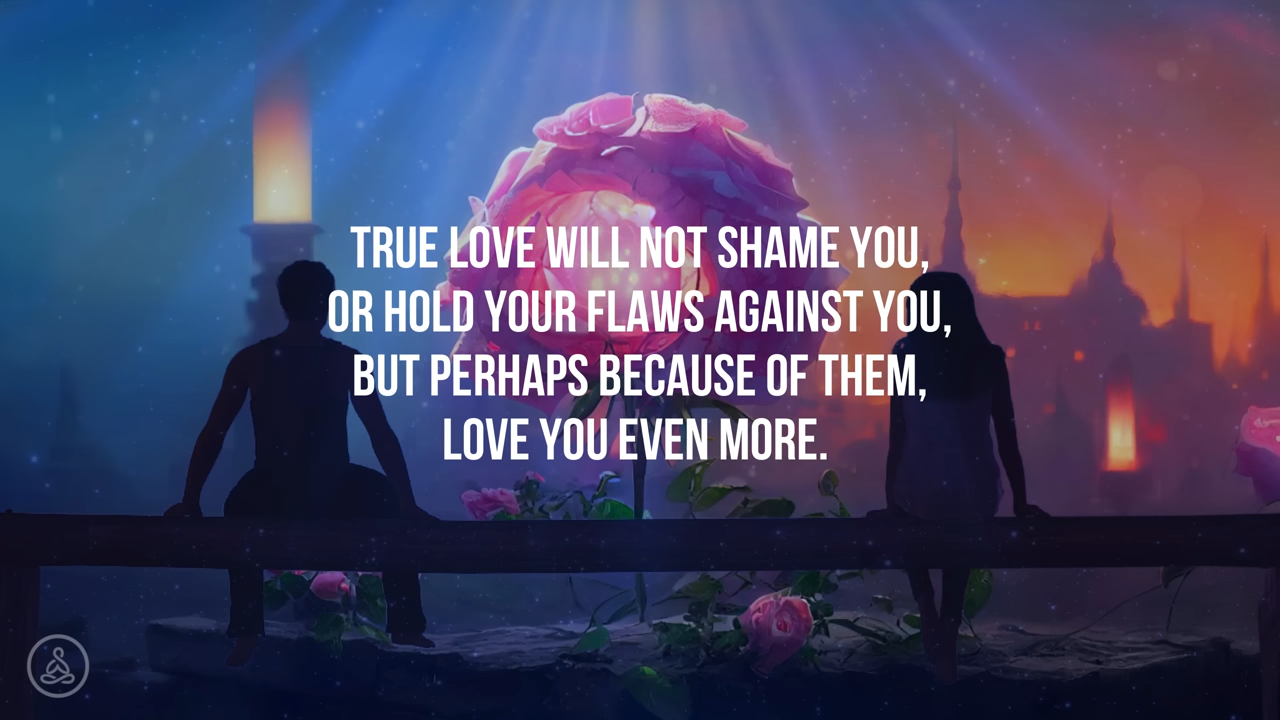 TRUE LOVE WILL NOT SHAME YOU,
OR HOLD YOUR FLAWS AGAINST YOU,
BUT PERHAPS BECAUSE OF THEM,
LOVE YOU EVEN MORE.